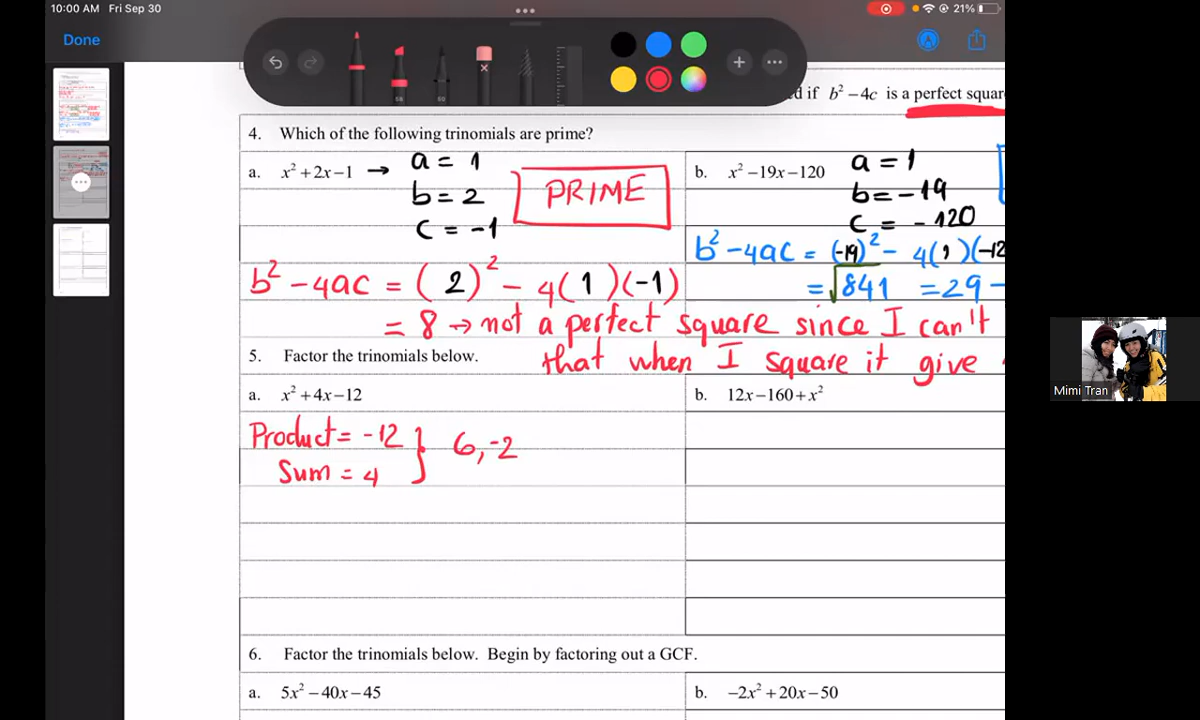 10:00 AM Fri Sep 30
21%
Done
d if b² − 4c is a perfect squar
4. Which of the following trinomials are prime?
a. x² + 2x − 1 → a = 1
b = 2
c = -1
PRIME
b. x² − 19x − 120
a = 1
b = -19
c = -120
b² - 4ac = (-19)² - 4(1)(-12
= √841 = 29 -
b² - 4ac = (2)² - 4(1)(-1)
= 8 → not a perfect square since I can't
that when I square it give
5. Factor the trinomials below.
a. x² + 4x − 12
b. 12x − 160 + x²
Product = -12
Sum = 4
} 6, -2
6. Factor the trinomials below. Begin by factoring out a GCF.
a. 5x² − 40x − 45
b. −2x² + 20x − 50
Mimi Tran